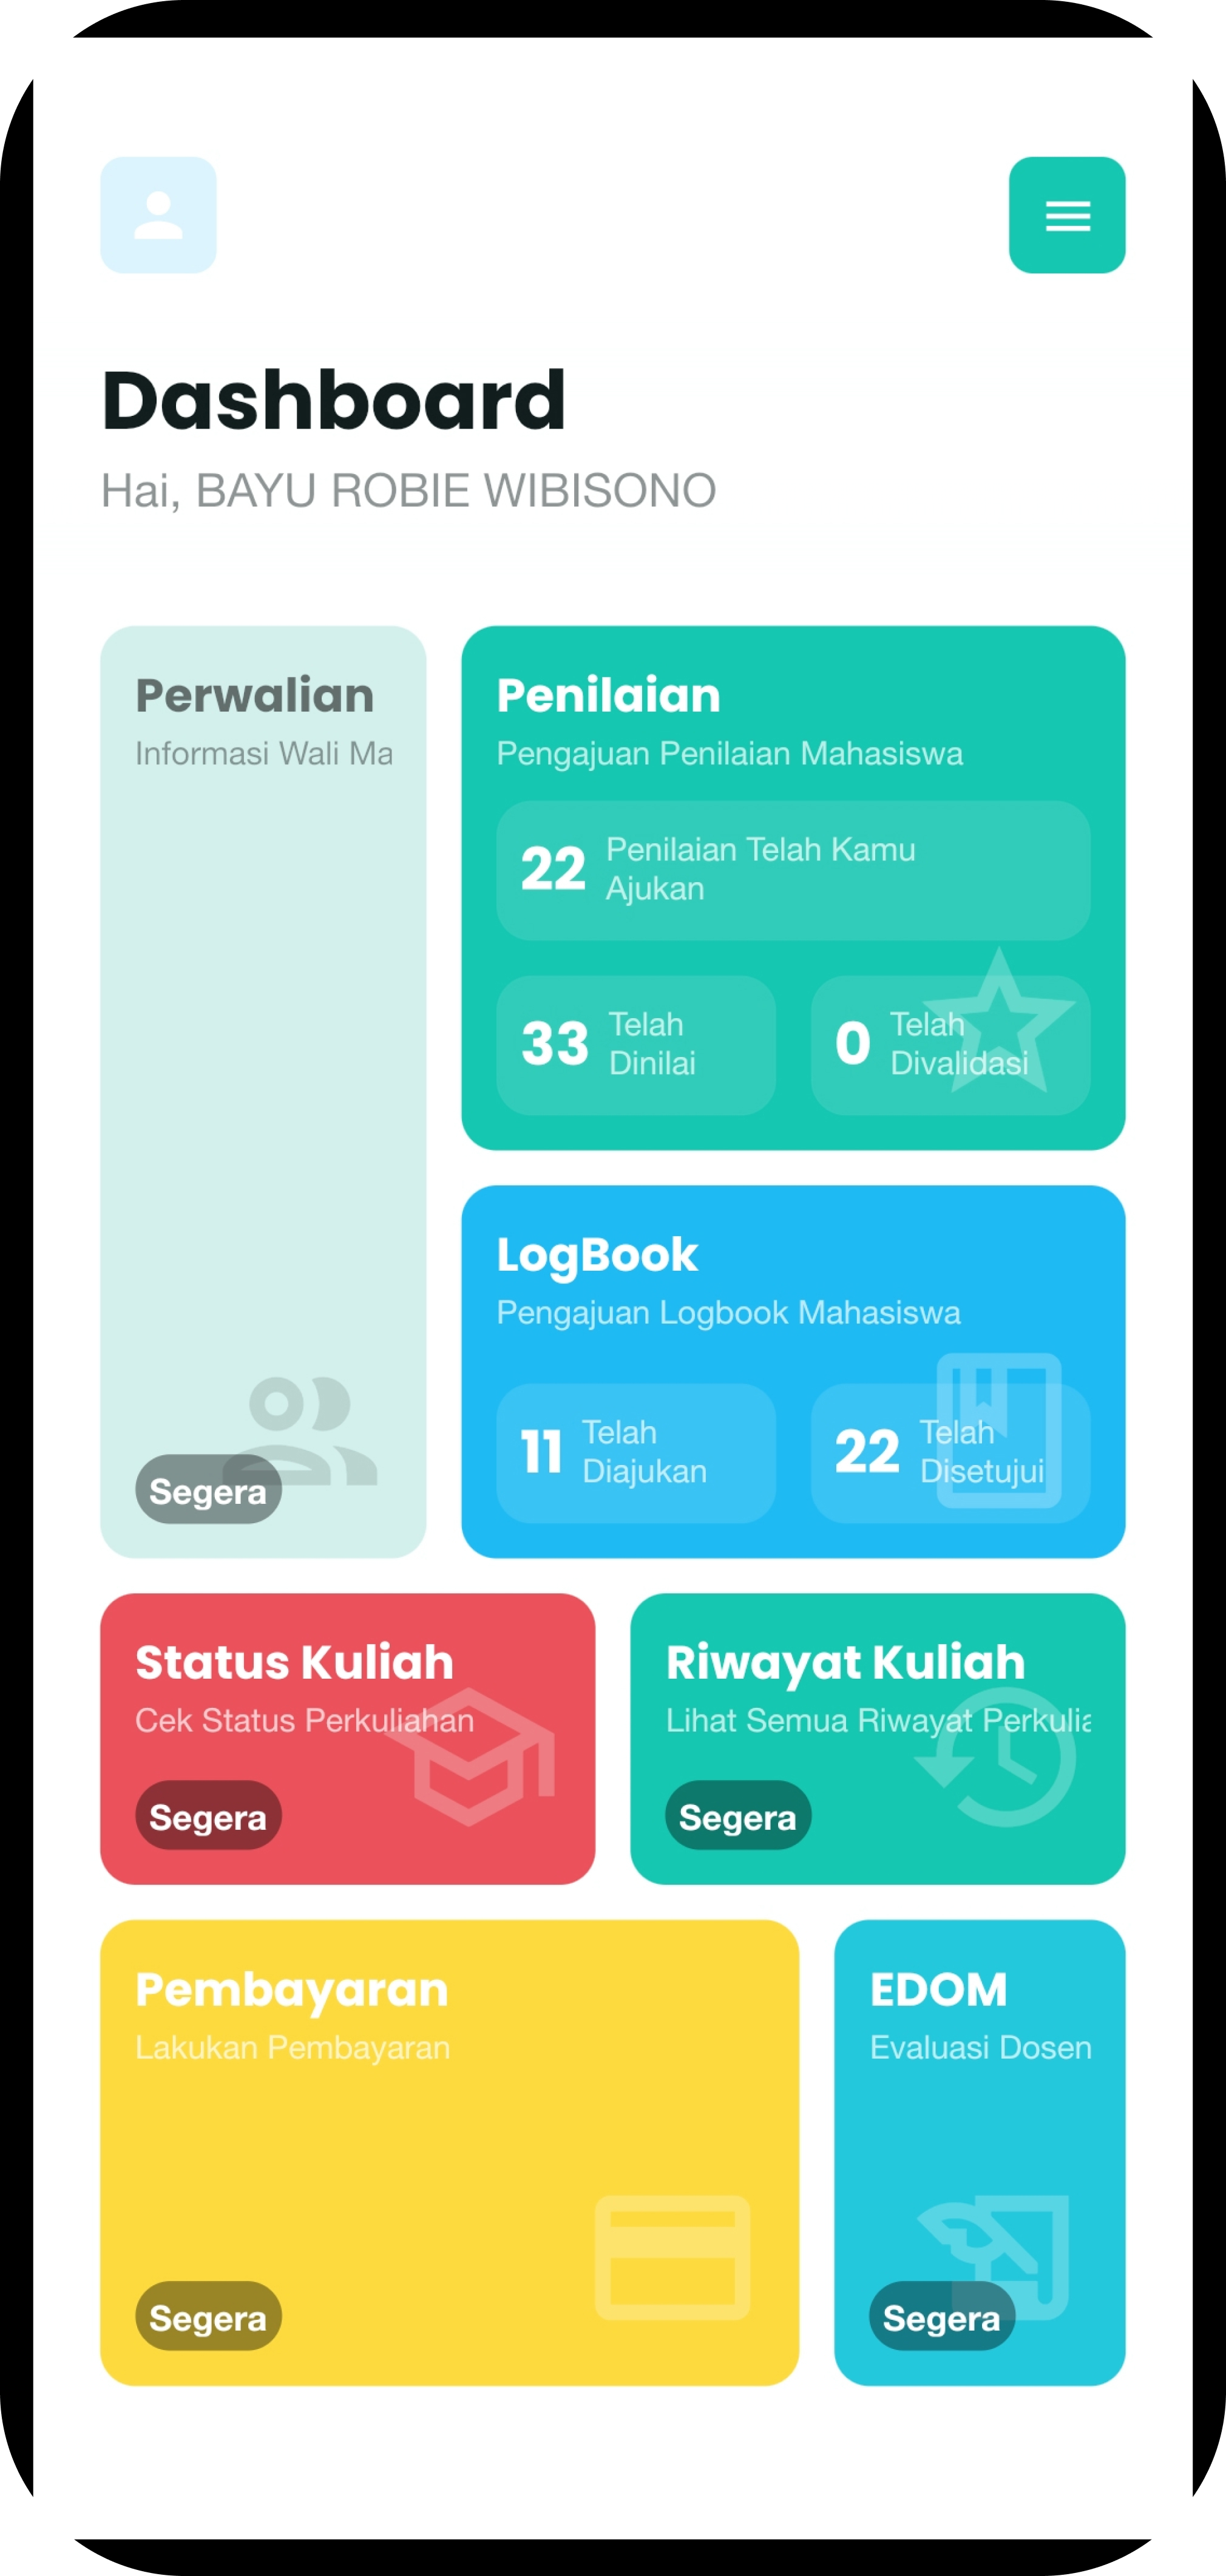 Dashboard
Hai, BAYU ROBIE WIBISONO
Perwalian
Informasi Wali Ma
Segera
Penilaian
Pengajuan Penilaian Mahasiswa
22 Penilaian Telah Kamu
Ajukan
33 Telah
Dinilai
0 Telah
Divalidasi
LogBook
Pengajuan Logbook Mahasiswa
11 Telah
Diajukan
22 Telah
Disetujui
Status Kuliah
Cek Status Perkuliahan
Segera
Riwayat Kuliah
Lihat Semua Riwayat Perkulia
Segera
Pembayaran
Lakukan Pembayaran
Segera
EDOM
Evaluasi Dosen
Segera